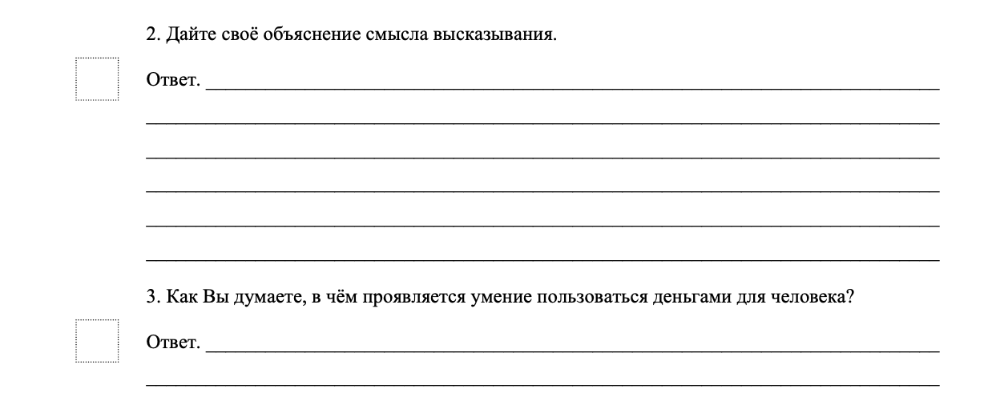 2. Дайте своё объяснение смысла высказывания.
Ответ.
3. Как Вы думаете, в чём проявляется умение пользоваться деньгами для человека?
Ответ.